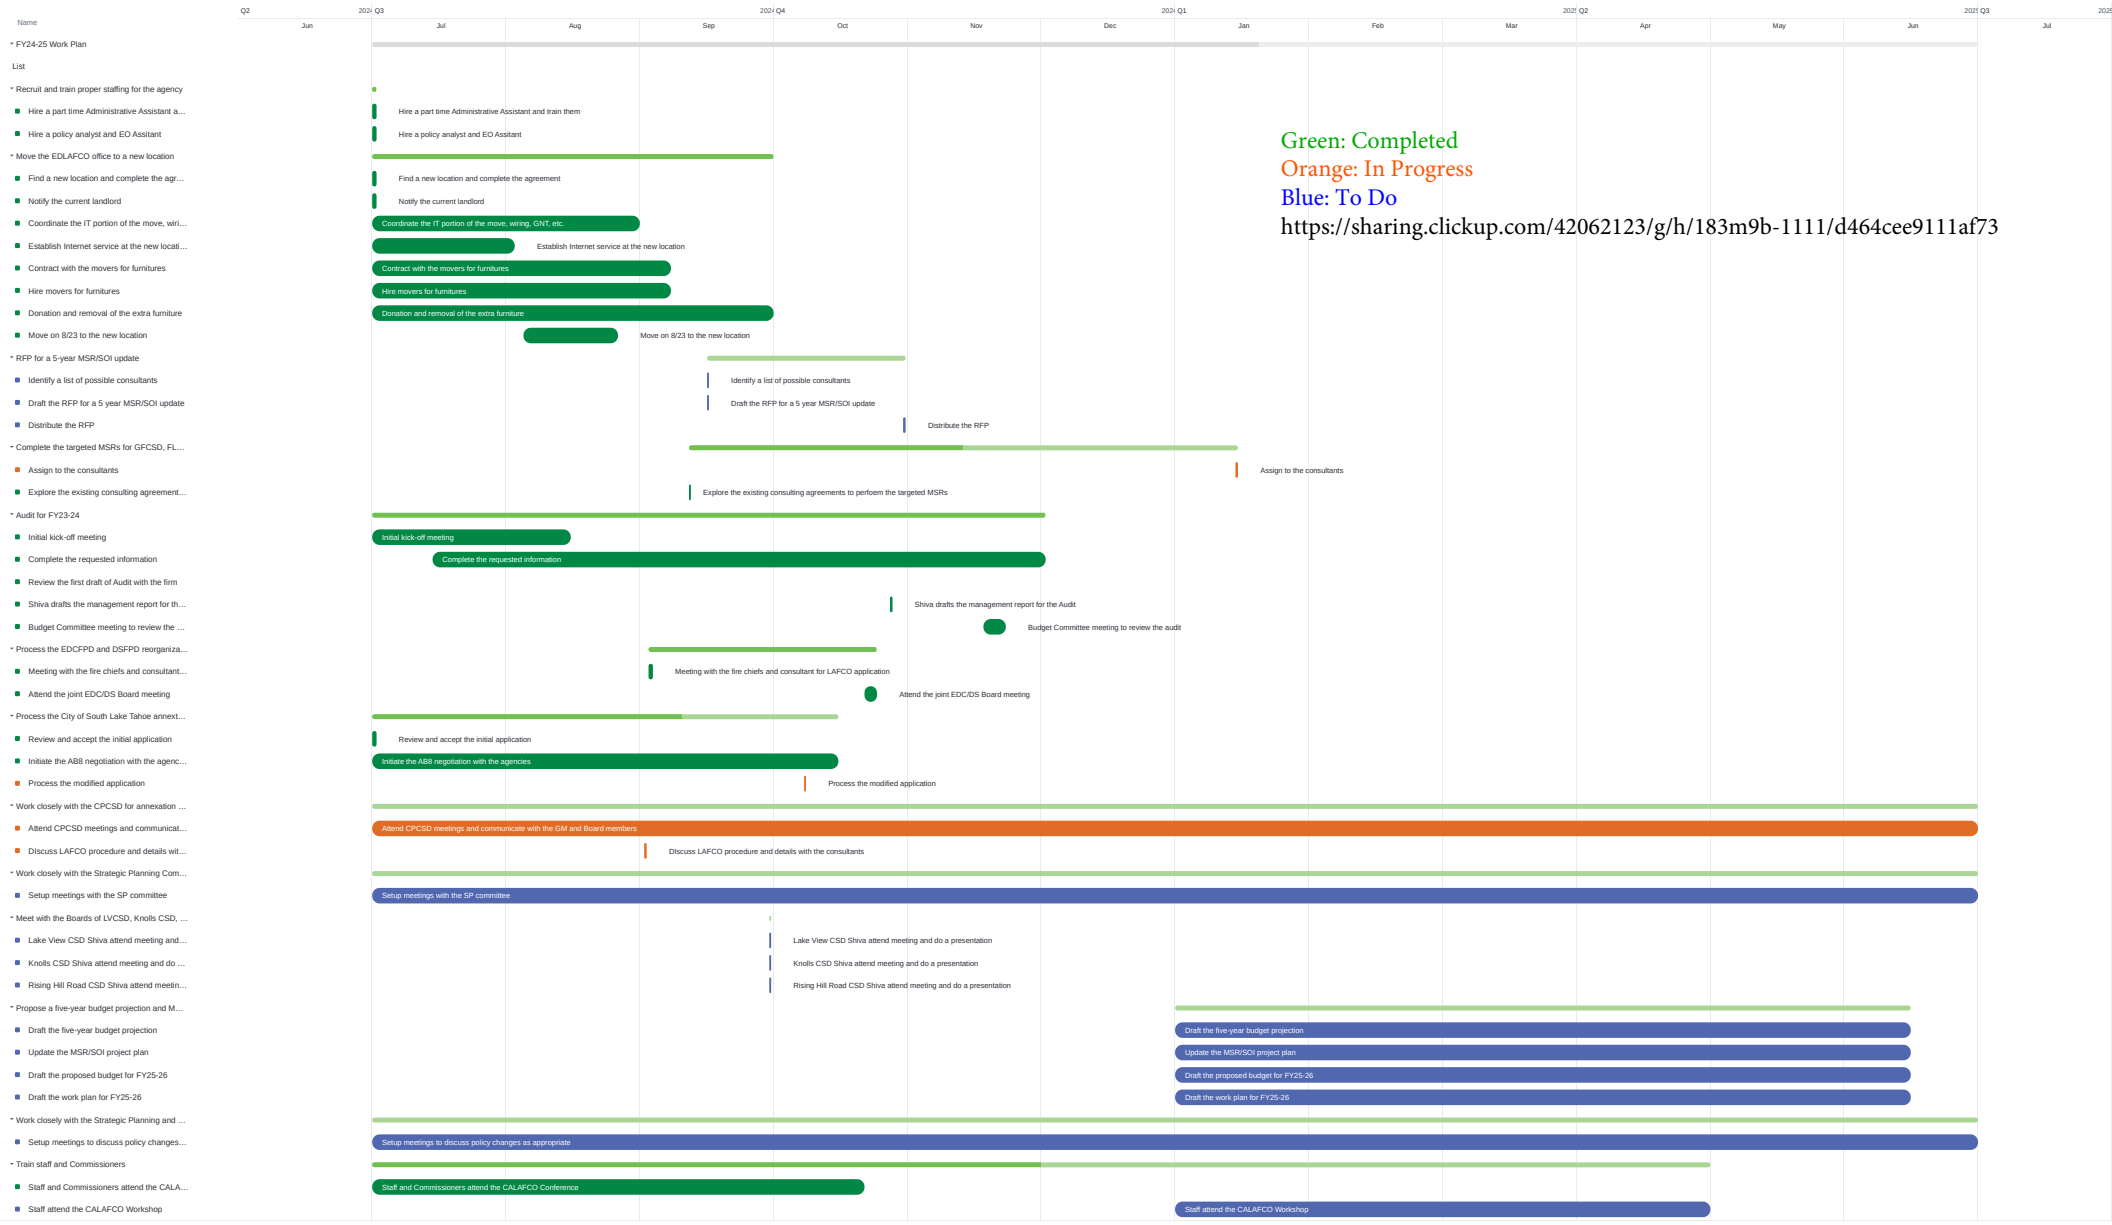 Q2 2024 Q3 2024 Q4 2024 Q1 2025 Q2 2025 Q3 2025
Name Jun Jul Aug Sep Oct Nov Dec Jan Feb Mar Apr May Jun Jul
FY24-25 Work Plan
List
Recruit and train proper staffing for the agency
Hire a part time Administrative Assistant a... Hire a part time Administrative Assistant and train them
Hire a policy analyst and EO Assitant Hire a policy analyst and EO Assitant
Green: Completed
Move the EDLAFCO office to a new location
Orange: In Progress
Find a new location and complete the agr... Find a new location and complete the agreement
Blue: To Do
Notify the current landlord Notify the current landlord
https://sharing.clickup.com/42062123/g/h/183m9b-1111/d464cee9111af73
Coordinate the IT portion of the move, wiri... Coordinate the IT portion of the move, wiring, GNT, etc.
Establish Internet service at the new locati... Establish Internet service at the new location
Contract with the movers for furnitures Contract with the movers for furnitures
Hire movers for furnitures Hire movers for furnitures
Donation and removal of the extra furniture Donation and removal of the extra furniture
Move on 8/23 to the new location Move on 8/23 to the new location
RFP for a 5-year MSR/SOI update
Identify a list of possible consultants Identify a list of possible consultants
Draft the RFP for a 5 year MSR/SOI update Draft the RFP for a 5 year MSR/SOI update
Distribute the RFP Distribute the RFP
Complete the targeted MSRs for GFCSD, FL...
Assign to the consultants Assign to the consultants
Explore the existing consulting agreement... Explore the existing consulting agreements to perfoem the targeted MSRs
Audit for FY23-24
Initial kick-off meeting Initial kick-off meeting
Complete the requested information Complete the requested information
Review the first draft of Audit with the firm
Shiva drafts the management report for th... Shiva drafts the management report for the Audit
Budget Committee meeting to review the ... Budget Committee meeting to review the audit
Process the EDCFPD and DSFPD reorganiza...
Meeting with the fire chiefs and consultant... Meeting with the fire chiefs and consultant for LAFCO application
Attend the joint EDC/DS Board meeting Attend the joint EDC/DS Board meeting
Process the City of South Lake Tahoe annext...
Review and accept the initial application Review and accept the initial application
Initiate the AB8 negotiation with the agenc... Initiate the AB8 negotiation with the agencies
Process the modified application Process the modified application
Work closely with the CPCSD for annexation ...
Attend CPCSD meetings and communicat... Attend CPCSD meetings and communicate with the GM and Board members
DIscuss LAFCO procedure and details wit... DIscuss LAFCO procedure and details with the consultants
Work closely with the Strategic Planning Com...
Setup meetings with the SP committee Setup meetings with the SP committee
Meet with the Boards of LVCSD, Knolls CSD, ...
Lake View CSD Shiva attend meeting and... Lake View CSD Shiva attend meeting and do a presentation
Knolls CSD Shiva attend meeting and do ... Knolls CSD Shiva attend meeting and do a presentation
Rising Hill Road CSD Shiva attend meetin... Rising Hill Road CSD Shiva attend meeting and do a presentation
Propose a five-year budget projection and M...
Draft the five-year budget projection Draft the five-year budget projection
Update the MSR/SOI project plan Update the MSR/SOI project plan
Draft the proposed budget for FY25-26 Draft the proposed budget for FY25-26
Draft the work plan for FY25-26 Draft the work plan for FY25-26
Work closely with the Strategic Planning and ...
Setup meetings to discuss policy changes... Setup meetings to discuss policy changes as appropriate
Train staff and Commissioners
Staff and Commissioners attend the CALA... Staff and Commissioners attend the CALAFCO Conference
Staff attend the CALAFCO Workshop Staff attend the CALAFCO Workshop